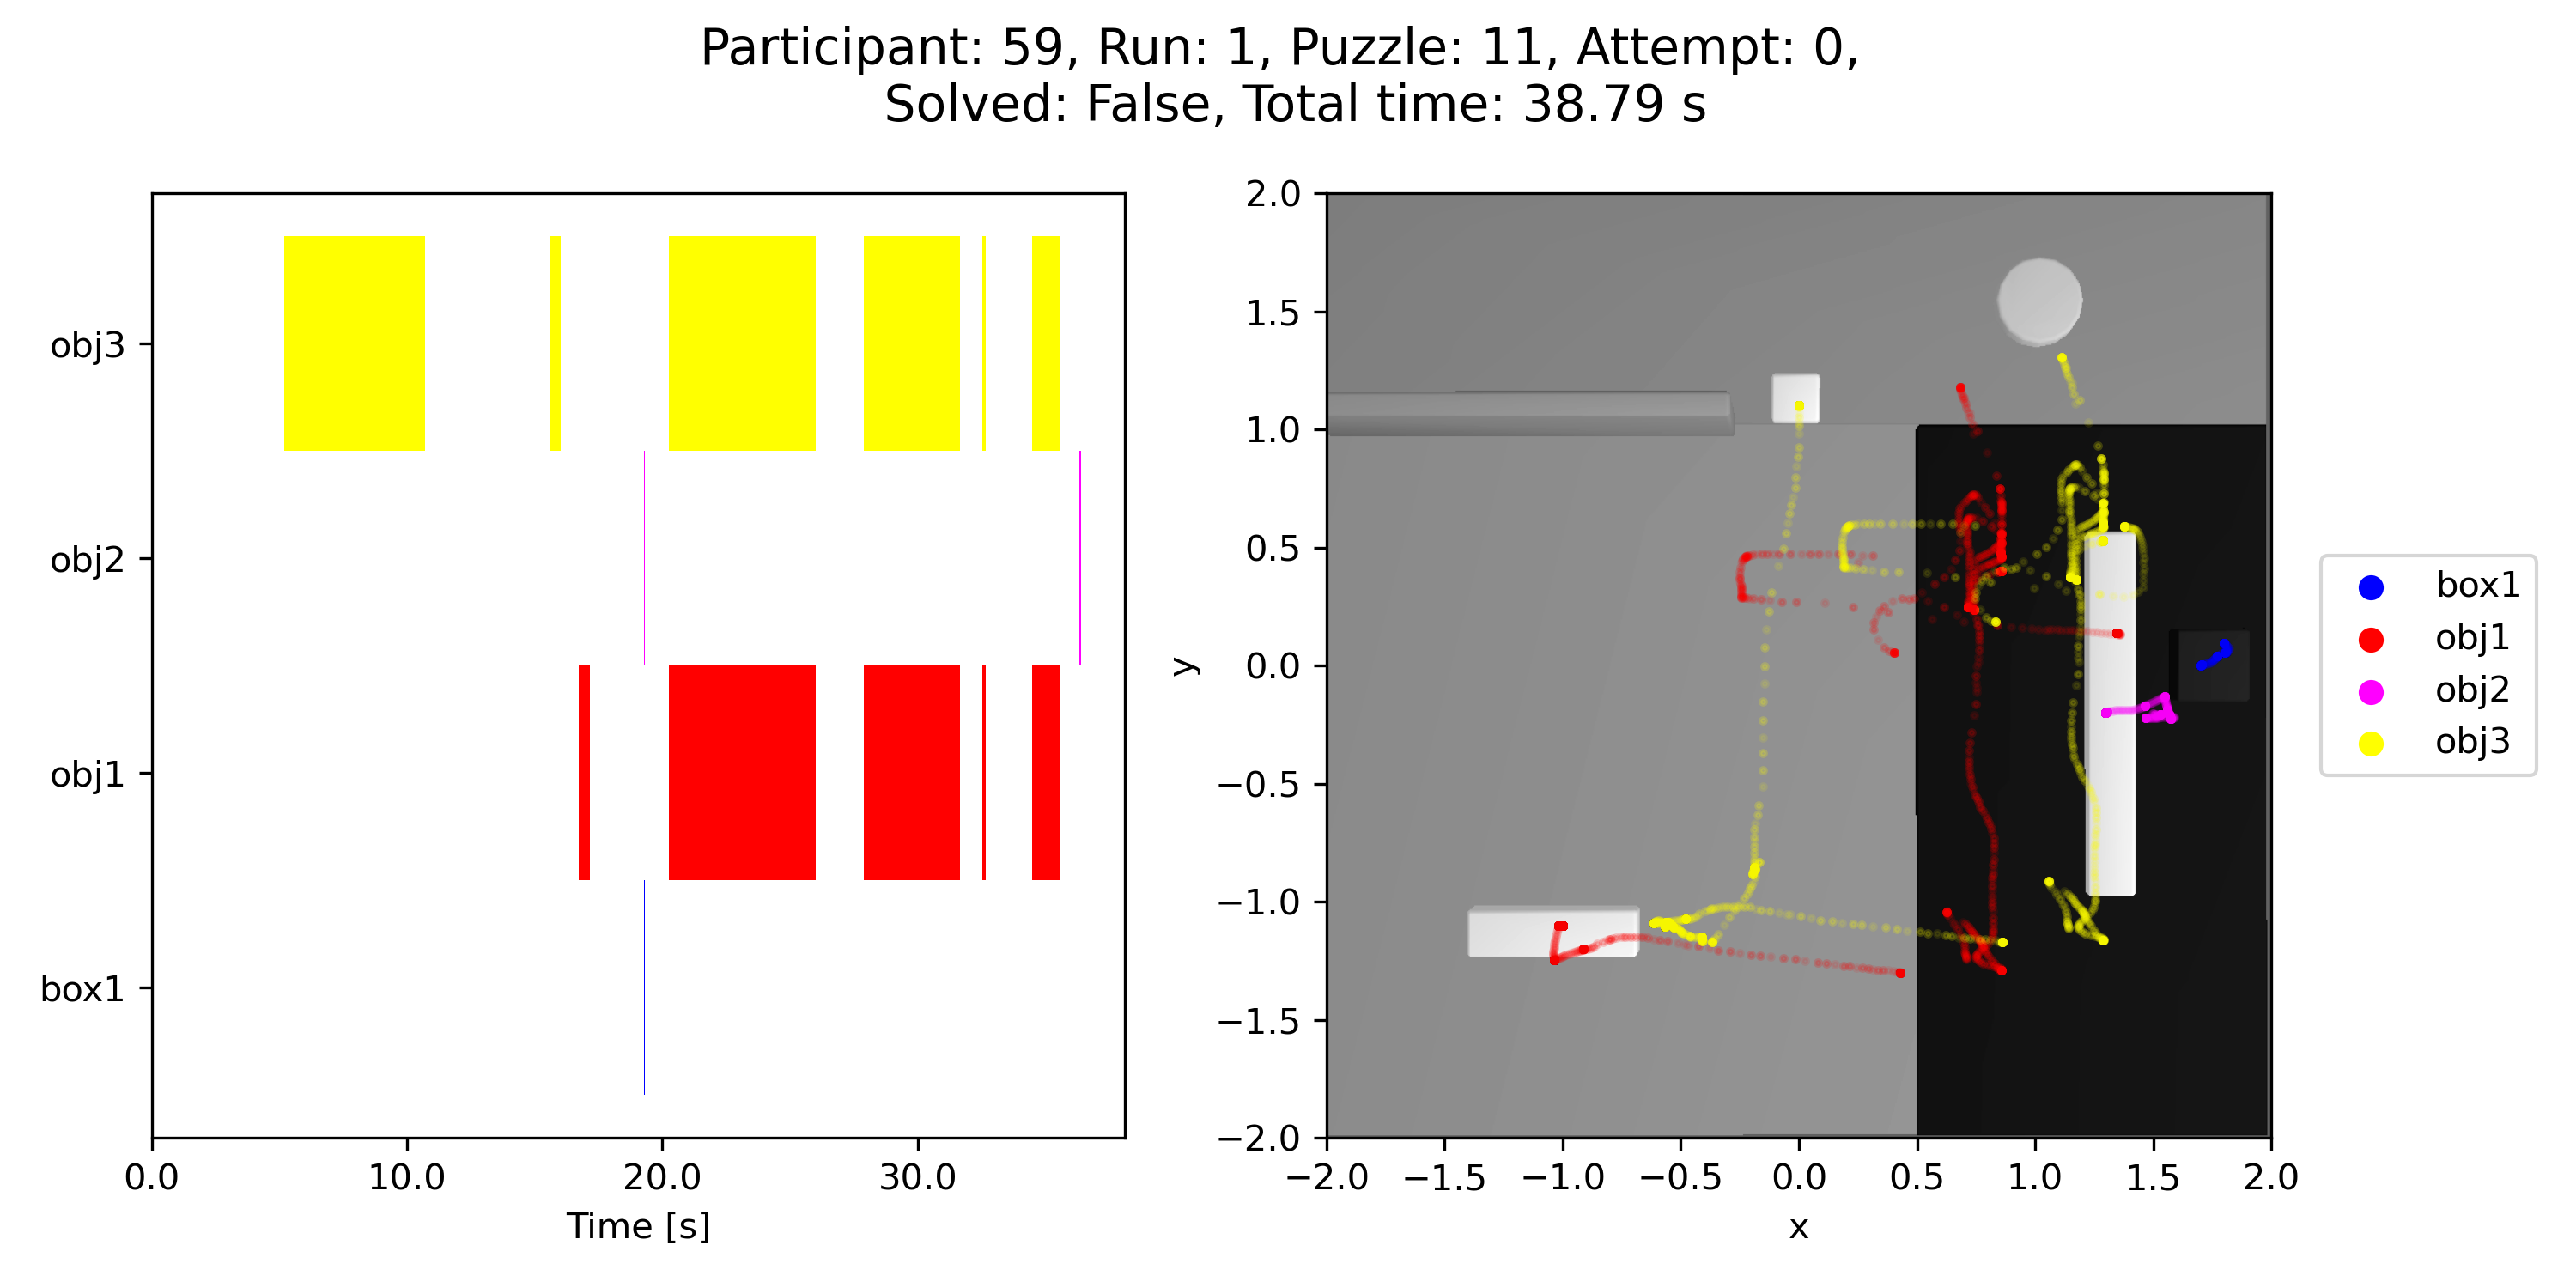 Participant: 59, Run: 1, Puzzle: 11, Attempt: 0,
Solved: False, Total time: 38.79 s
obj3
obj2
obj1
box1
0.0 10.0 20.0 30.0
Time [s]
2.0
1.5
1.0
0.5
0.0
−0.5
−1.0
−1.5
−2.0
y
−2.0 −1.5 −1.0 −0.5 0.0 0.5 1.0 1.5 2.0
x
box1
obj1
obj2
obj3